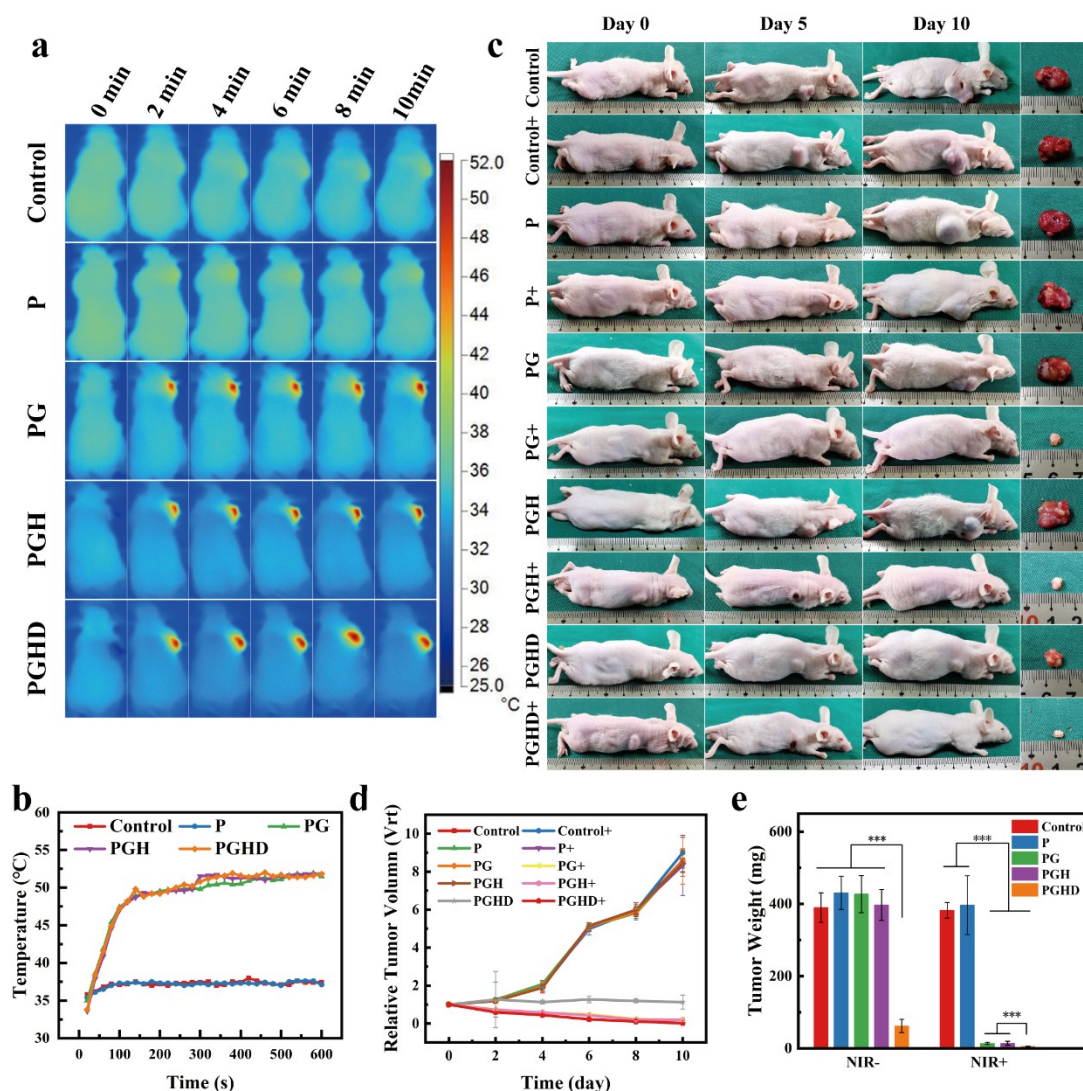 a
0 min 2 min 4 min 6 min 8 min 10min
Control
P
PG
PGH
PGHD
52.0
50
48
46
44
42
40
38
36
34
32
30
28
25.0
°C
c
Day 0 Day 5 Day 10
Control
Control+
P
P+
PG
PG+
PGH
PGH+
PGHD
PGHD+
b
Control P PG
PGH PGHD
Temperature (°C)
60
55
50
45
40
35
30
0 100 200 300 400 500 600
Time (s)
d
Control Control+
P P+
PG PG+
PGH PGH+
PGHD PGHD+
Relative Tumor Volumn (Vrt)
10
8
6
4
2
0
0 2 4 6 8 10
Time (day)
e
Control
P
PG
PGH
PGHD
Tumor Weight (mg)
600
400
200
0
***
***
***
NIR- NIR+